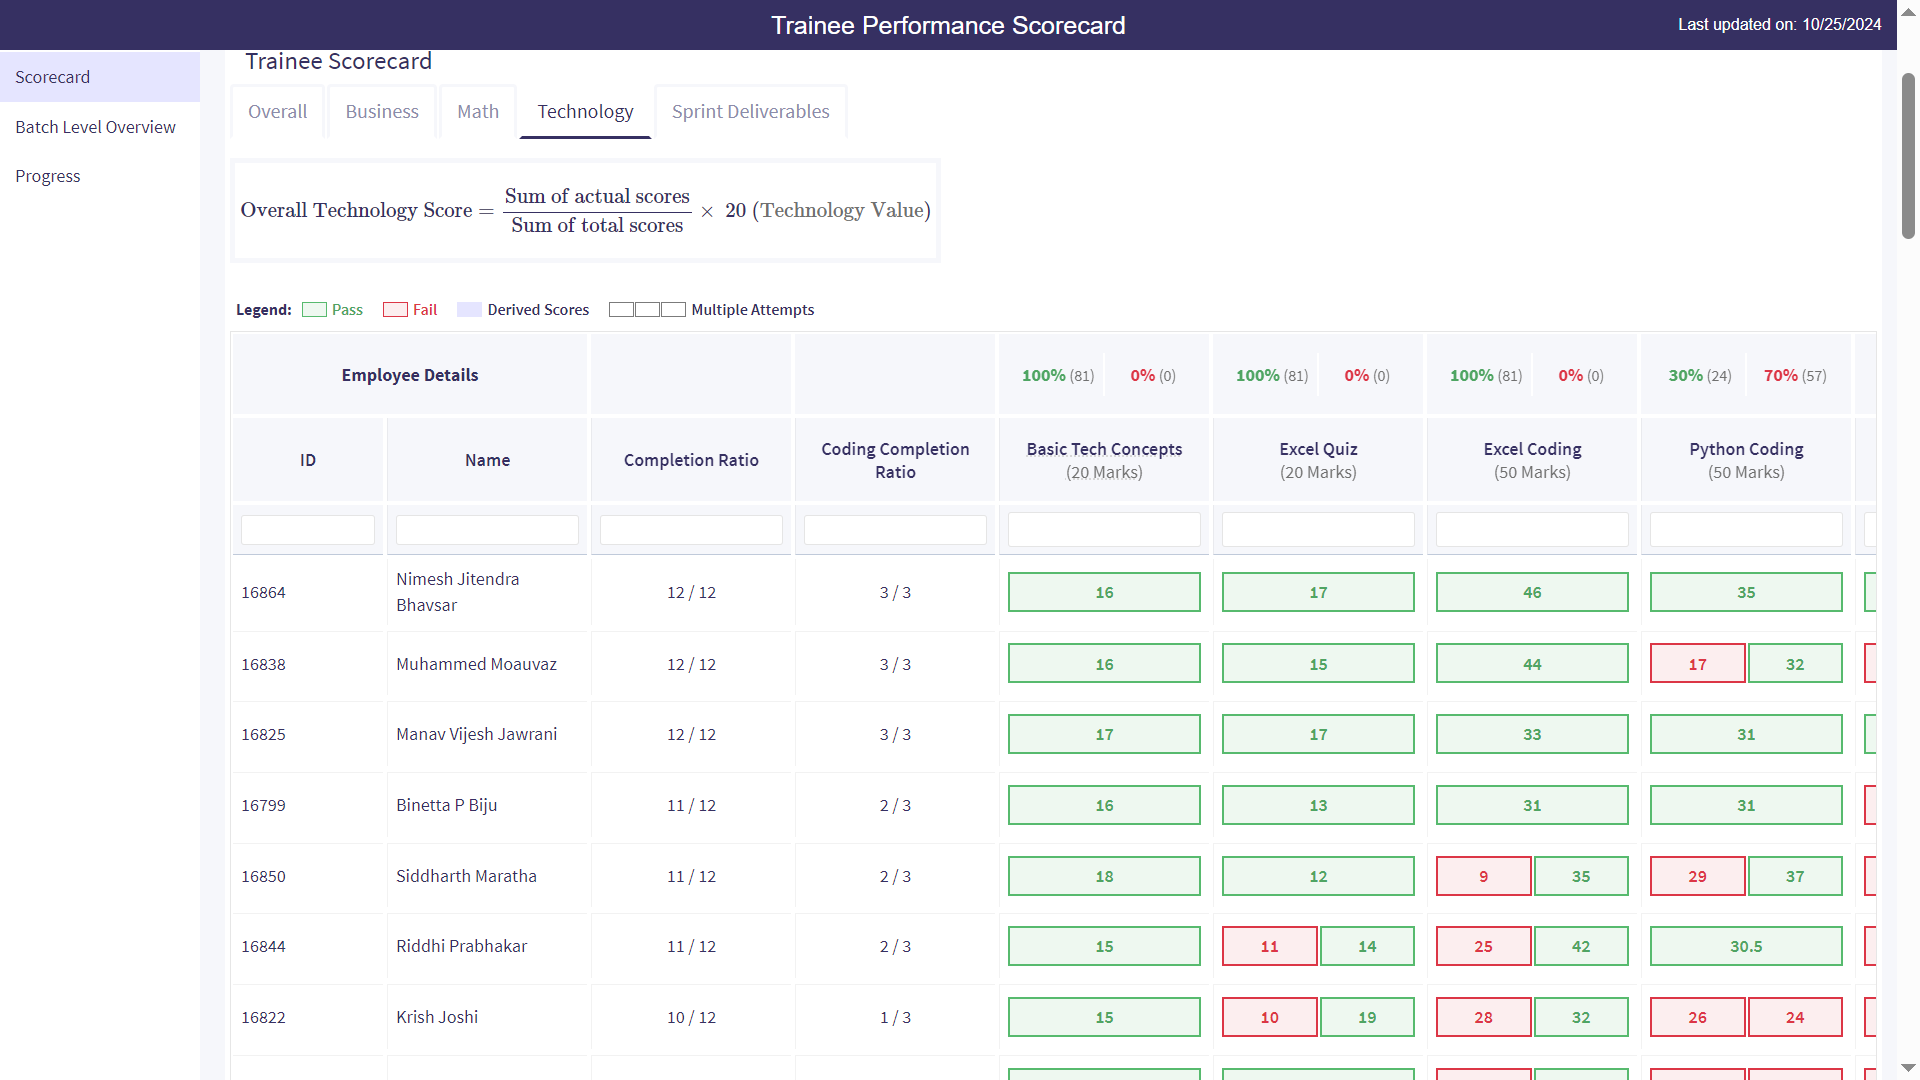 Trainee Performance Scorecard
Last updated on: 10/25/2024
Scorecard
Batch Level Overview
Progress
Trainee Scorecard
Overall Business Math Technology Sprint Deliverables
Overall Technology Score = Sum of actual scores / Sum of total scores × 20 (Technology Value)
Legend: Pass Fail Derived Scores Multiple Attempts
Employee Details 100% (81) 0% (0) 100% (81) 0% (0) 100% (81) 0% (0) 30% (24) 70% (57)
ID Name Completion Ratio Coding Completion Ratio Basic Tech Concepts (20 Marks) Excel Quiz (20 Marks) Excel Coding (50 Marks) Python Coding (50 Marks)
16864 Nimesh Jitendra Bhavsar 12 / 12 3 / 3 16 17 46 35
16838 Muhammed Moauvaz 12 / 12 3 / 3 16 15 44 17 32
16825 Manav Vijesh Jawrani 12 / 12 3 / 3 17 17 33 31
16799 Binetta P Biju 11 / 12 2 / 3 16 13 31 31
16850 Siddharth Maratha 11 / 12 2 / 3 18 12 9 35 29 37
16844 Riddhi Prabhakar 11 / 12 2 / 3 15 11 14 25 42 30.5
16822 Krish Joshi 10 / 12 1 / 3 15 10 19 28 32 26 24